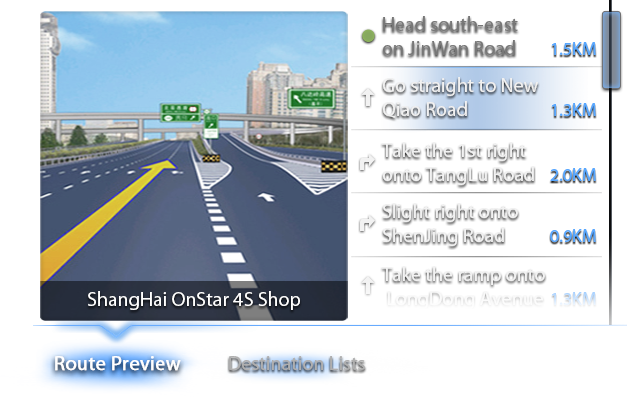 Head south-east
on JinWan Road 1.5KM
Go straight to New
Qiao Road 1.3KM
Take the 1st right
onto TangLu Road 2.0KM
Slight right onto
ShenJing Road 0.9KM
Take the ramp onto
LongDong Avenue 1.3KM
ShangHai OnStar 4S Shop
Route Preview
Destination Lists